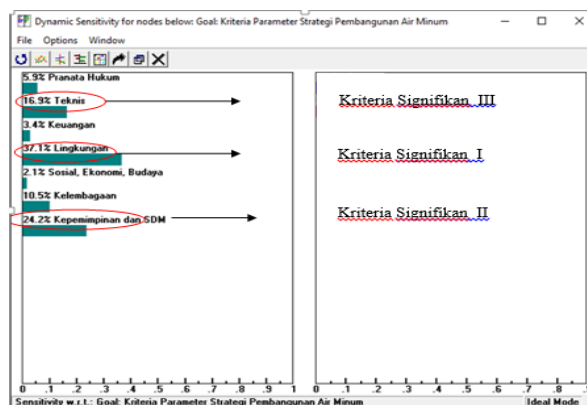 Dynamic Sensitivity for nodes below: Goal: Kriteria Parameter Strategi Pembangunan Air Minum
File Options Window
5.9% Pranata Hukum
16.9% Teknis
3.4% Keuangan
37.1% Lingkungan
2.1% Sosial, Ekonomi, Budaya
10.5% Kelembagaan
24.2% Kepemimpinan dan SDM
Kriteria Signifikan III
Kriteria Signifikan I
Kriteria Signifikan II
0 .1 .2 .3 .4 .5 .6 .7 .8 .9 1
0 .1 .2 .3 .4 .5 .6 .7 .8 .9
Sensitivity w.r.t.: Goal: Kriteria Parameter Strategi Pembangunan Air Minum
Ideal Mode